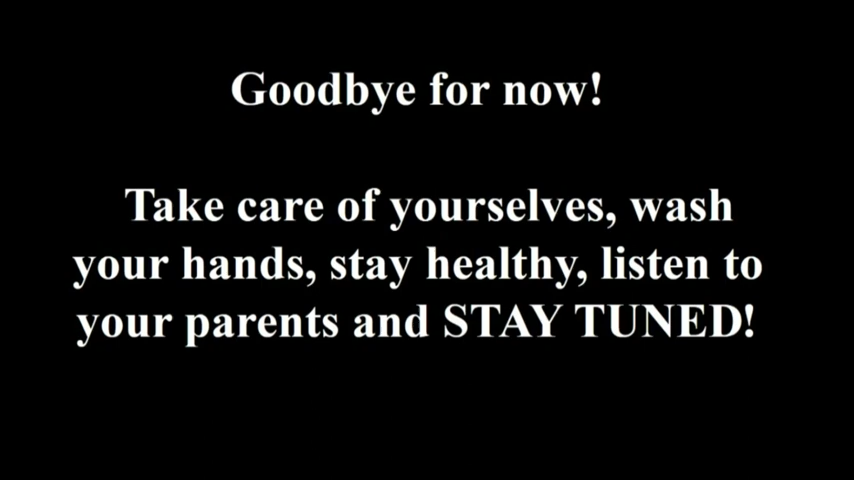 Goodbye for now!
Take care of yourselves, wash
your hands, stay healthy, listen to
your parents and STAY TUNED!